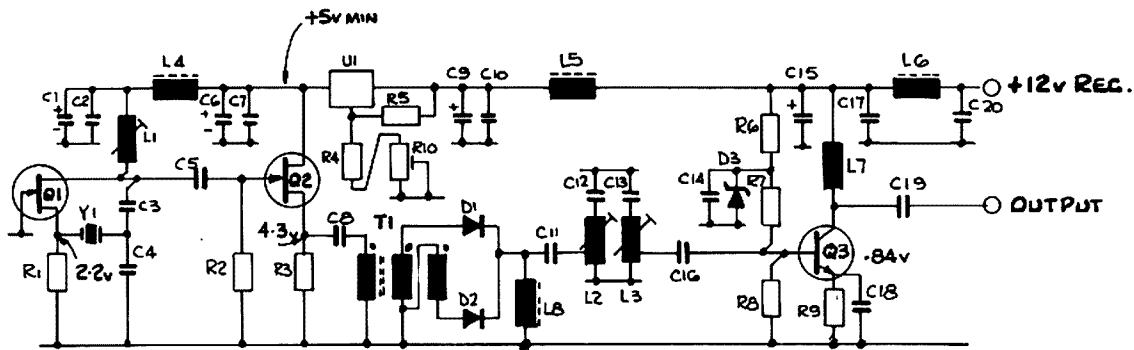 +5V MIN
L4
U1
C9
C10
L5
C15
L6
+12V REG.
C1
+
-
C2
C6
+
-
C7
R5
+
+
C17
C20
L1
R4
R10
R6
L7
D3
C5
C12
C13
C14
R7
C19
OUTPUT
Q1
Q2
C3
Y1
4.3V
C8
T1
D1
C11
C16
Q3
.84V
R1
2.2V
C4
R2
R3
D2
L8
L2
L3
R8
R9
C18